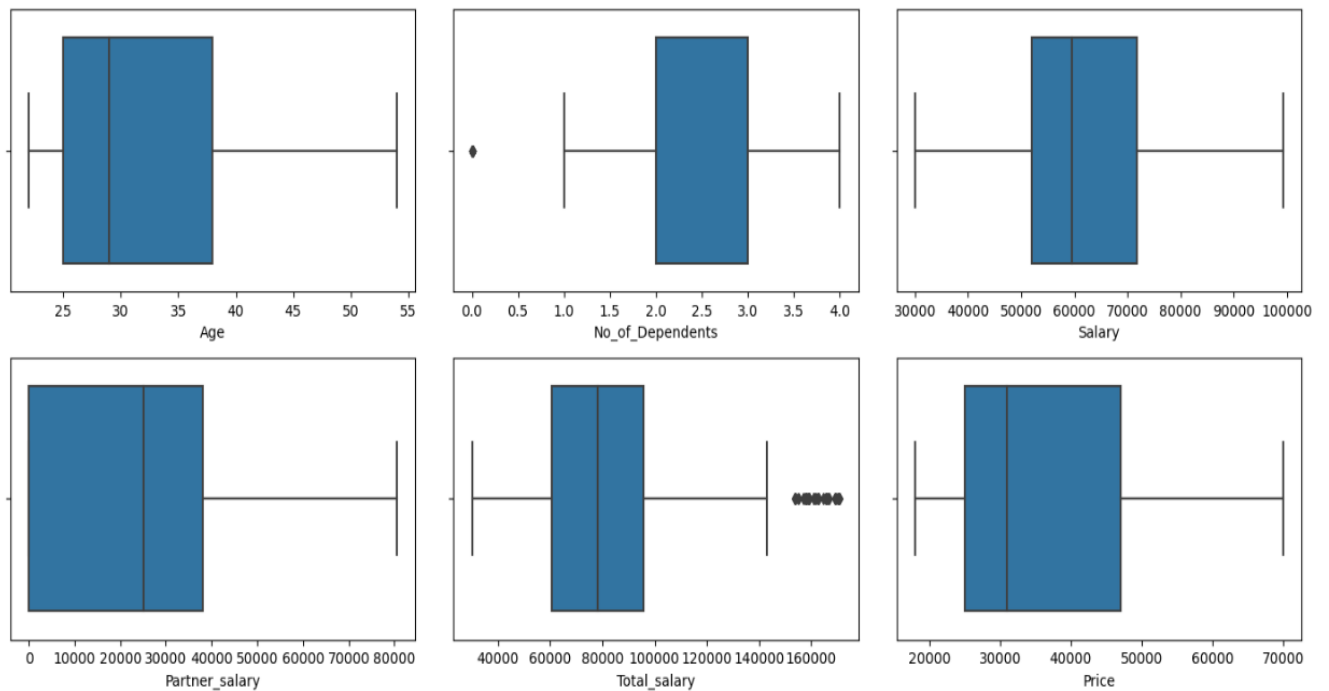 25 30 35 40 45 50 55
Age
0.0 0.5 1.0 1.5 2.0 2.5 3.0 3.5 4.0
No_of_Dependents
30000 40000 50000 60000 70000 80000 90000 100000
Salary
0 10000 20000 30000 40000 50000 60000 70000 80000
Partner_salary
40000 60000 80000 100000 120000 140000 160000
Total_salary
20000 30000 40000 50000 60000 70000
Price